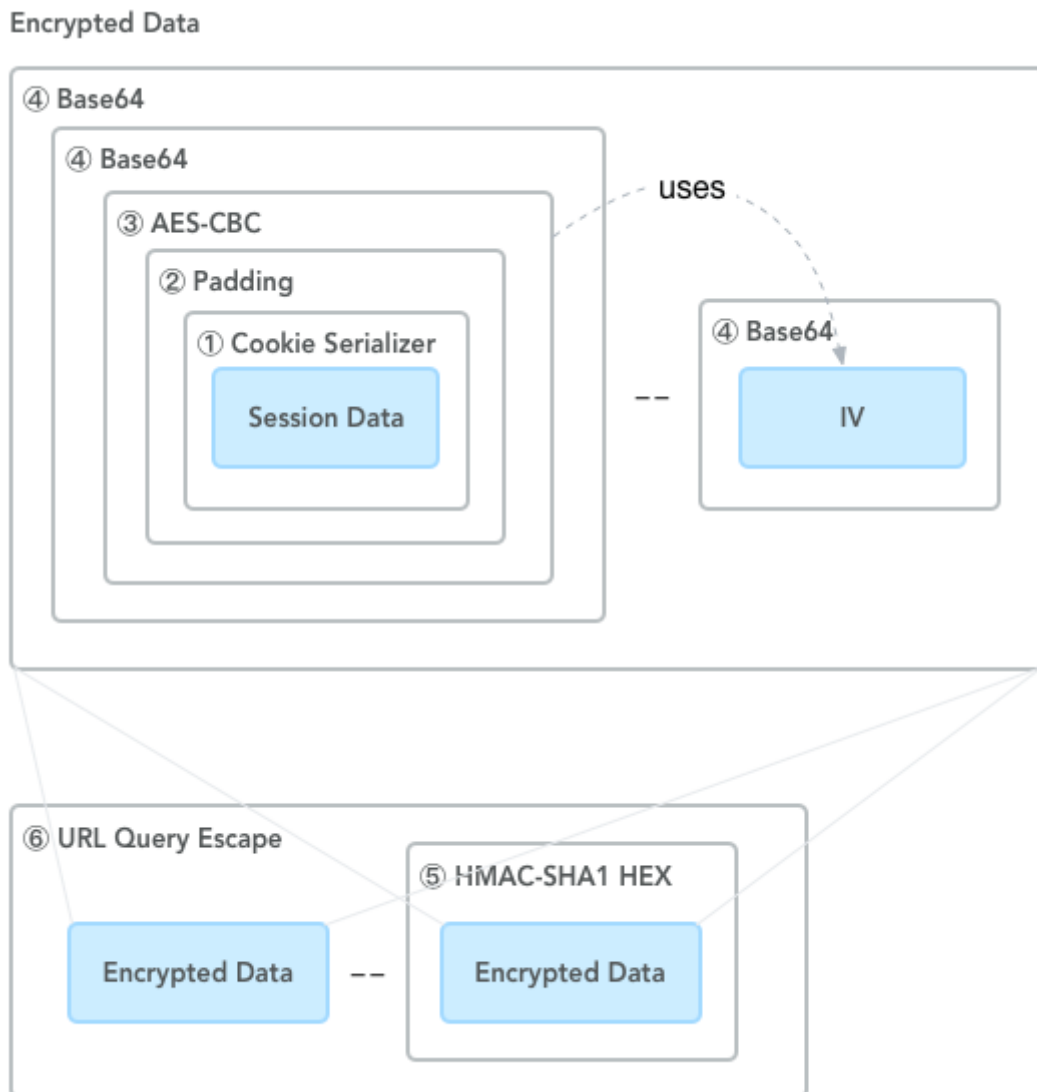 Encrypted Data
④ Base64
④ Base64
③ AES-CBC
uses
② Padding
① Cookie Serializer
④ Base64
Session Data
--
IV
⑥ URL Query Escape
⑤ HMAC-SHA1 HEX
Encrypted Data
--
Encrypted Data